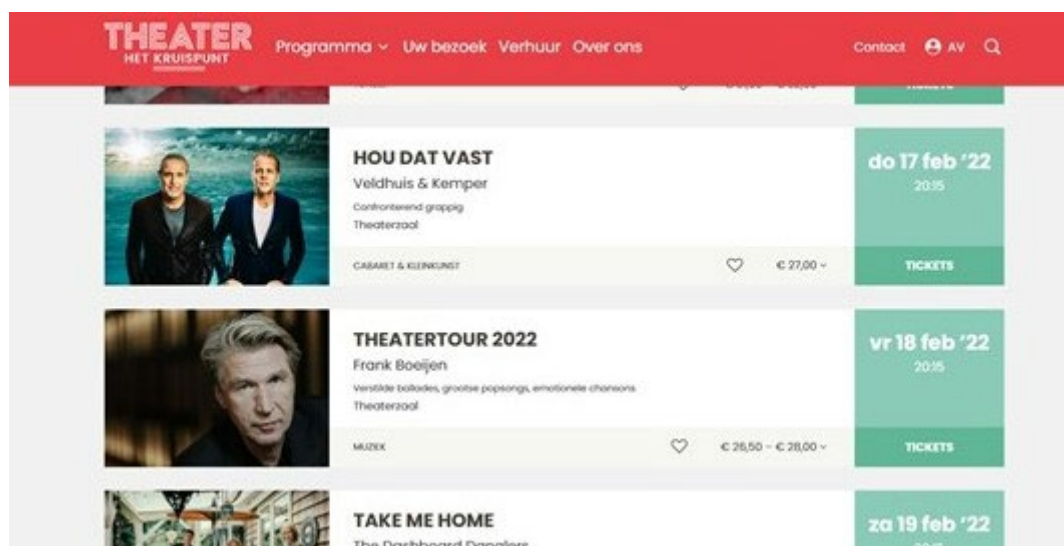 THEATER
HET KRUISPUNT
Programma Uw bezoek Verhuur Over ons
Contact AV
HOU DAT VAST
Veldhuis & Kemper
Confronterend grappig
Theaterzaal
CABARET & KLEINKUNST
€ 27,00
do 17 feb ‘22
20:15
TICKETS
THEATERTOUR 2022
Frank Boeijen
Verstilde ballades, grootse popsongs, emotionele chansons
Theaterzaal
MUZIEK
€ 26,50 - € 28,00
vr 18 feb ‘22
20:15
TICKETS
TAKE ME HOME
The Dashboard Danglers
za 19 feb ‘22